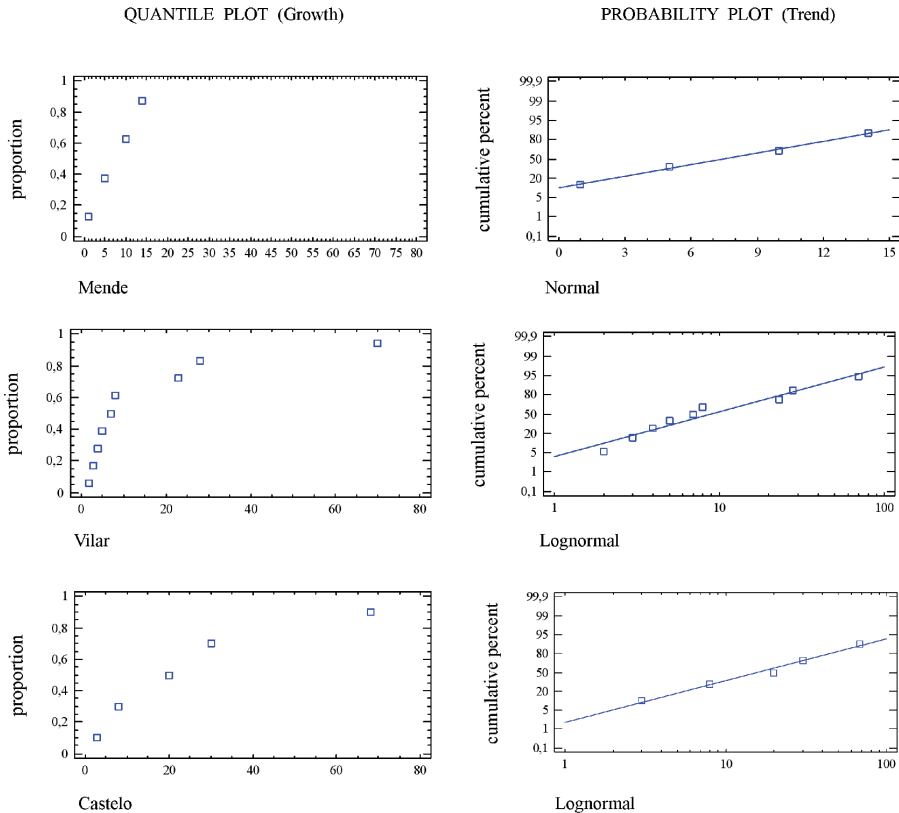 QUANTILE PLOT (Growth)
PROBABILITY PLOT (Trend)
proportion
1
0,8
0,6
0,4
0,2
0
0 5 10 15 20 25 30 35 40 45 50 55 60 65 70 75 80
Mende
cumulative percent
99,9
99
95
80
50
20
5
1
0,1
0 3 6 9 12 15
Normal
proportion
1
0,8
0,6
0,4
0,2
0
0 20 40 60 80
Vilar
cumulative percent
99,9
99
95
80
50
20
5
1
0,1
1 10 100
Lognormal
proportion
1
0,8
0,6
0,4
0,2
0
0 20 40 60 80
Castelo
cumulative percent
99,9
99
95
80
50
20
5
1
0,1
1 10 100
Lognormal